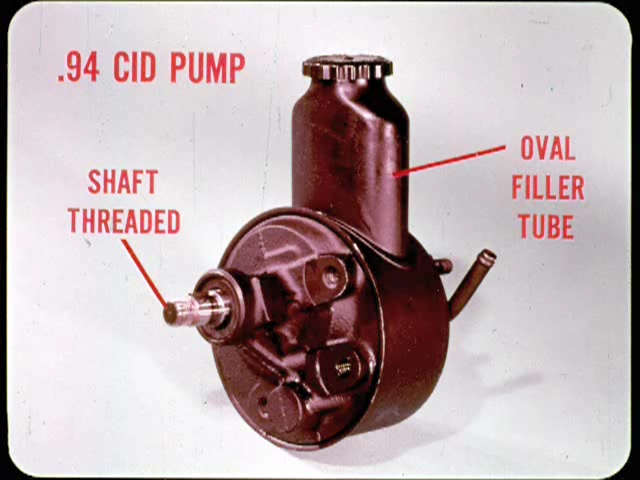 .94 CID PUMP
SHAFT
THREADED
OVAL
FILLER
TUBE